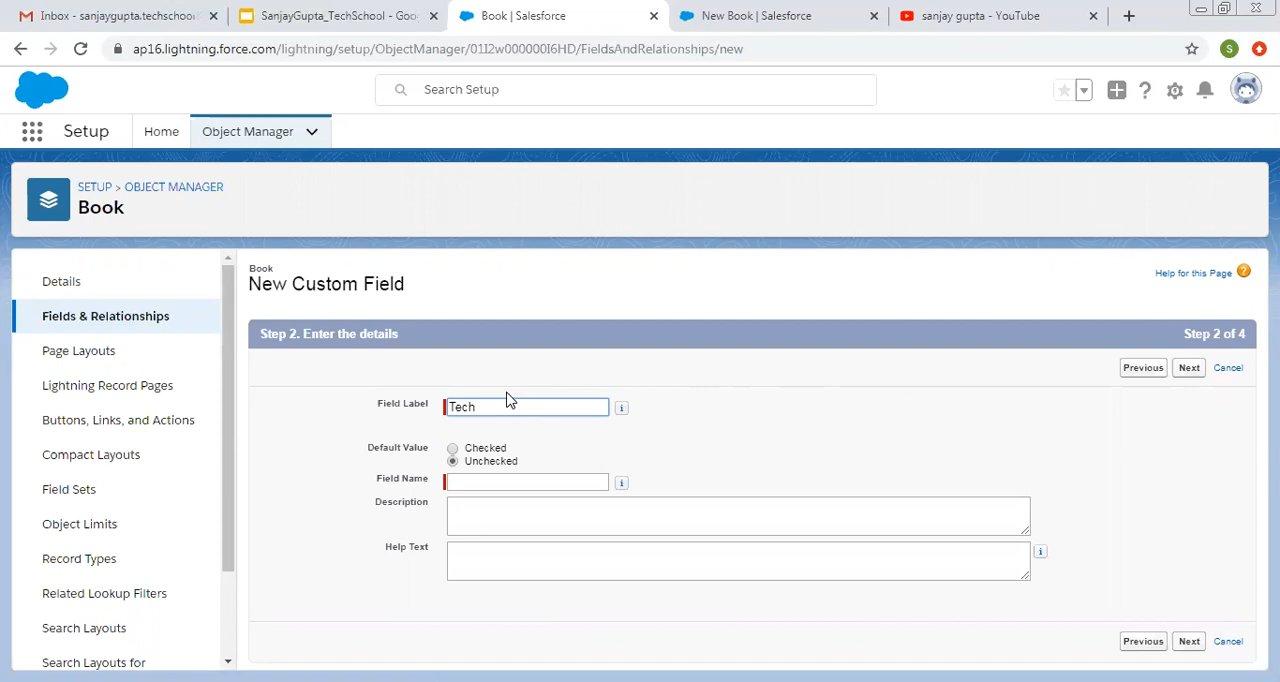 Inbox - sanjaygupta.techschool
SanjayGupta_TechSchool - Goo
Book | Salesforce
New Book | Salesforce
sanjay gupta - YouTube
ap16.lightning.force.com/lightning/setup/ObjectManager/01I2w000000I6HD/FieldsAndRelationships/new
S
Search Setup
Setup
Home
Object Manager
SETUP > OBJECT MANAGER
Book
Details
Fields & Relationships
Page Layouts
Lightning Record Pages
Buttons, Links, and Actions
Compact Layouts
Field Sets
Object Limits
Record Types
Related Lookup Filters
Search Layouts
Search Layouts for
Book
New Custom Field
Help for this Page
Step 2. Enter the details
Step 2 of 4
Previous Next Cancel
Field Label Tech
Default Value Checked
Unchecked
Field Name
Description
Help Text
Previous Next Cancel